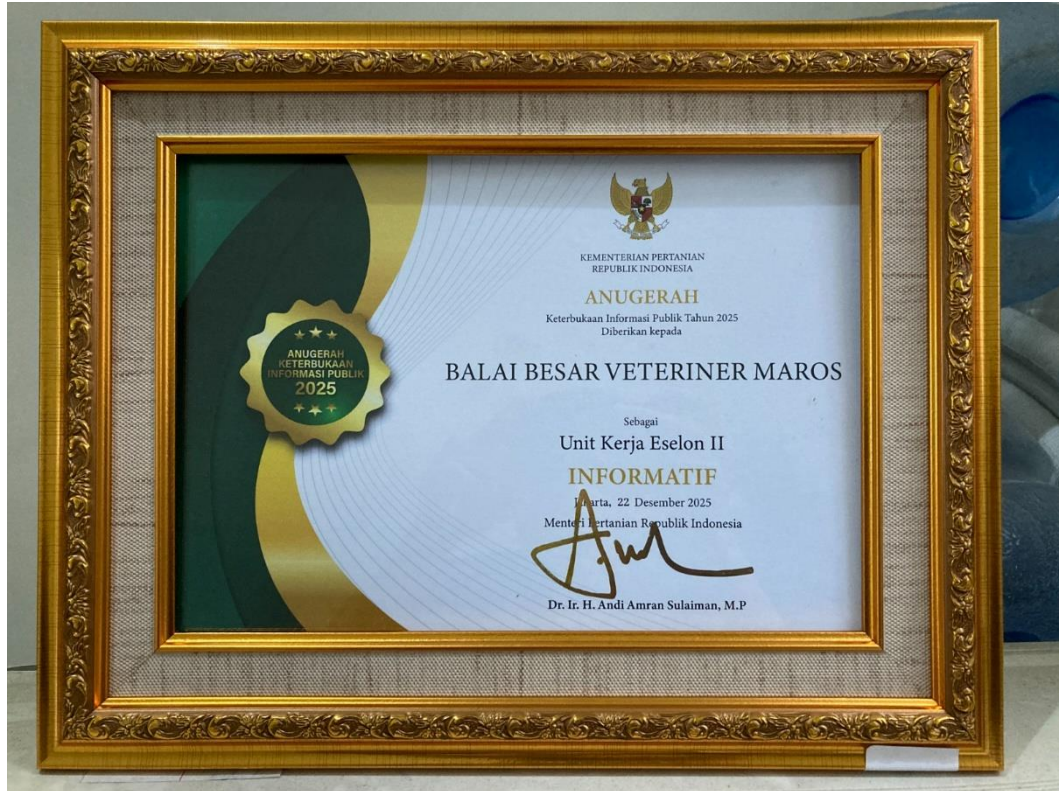 KEMENTERIAN PERTANIAN
REPUBLIK INDONESIA
ANUGERAH
Keterbukaan Informasi Publik Tahun 2025
Diberikan kepada
BALAI BESAR VETERINER MAROS
Sebagai
Unit Kerja Eselon II
INFORMATIF
Jakarta, 22 Desember 2025
Menteri Pertanian Republik Indonesia
Dr. Ir. H. Andi Amran Sulaiman, M.P
ANUGERAH
KETERBUKAAN
INFORMASI PUBLIK
2025